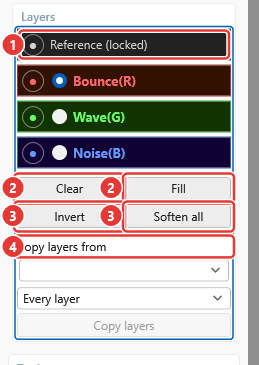 Layers
1 Reference (locked)
Bounce(R)
Wave(G)
Noise(B)
2 Clear 2 Fill
3 Invert 3 Soften all
4 opy layers from
Every layer
Copy layers